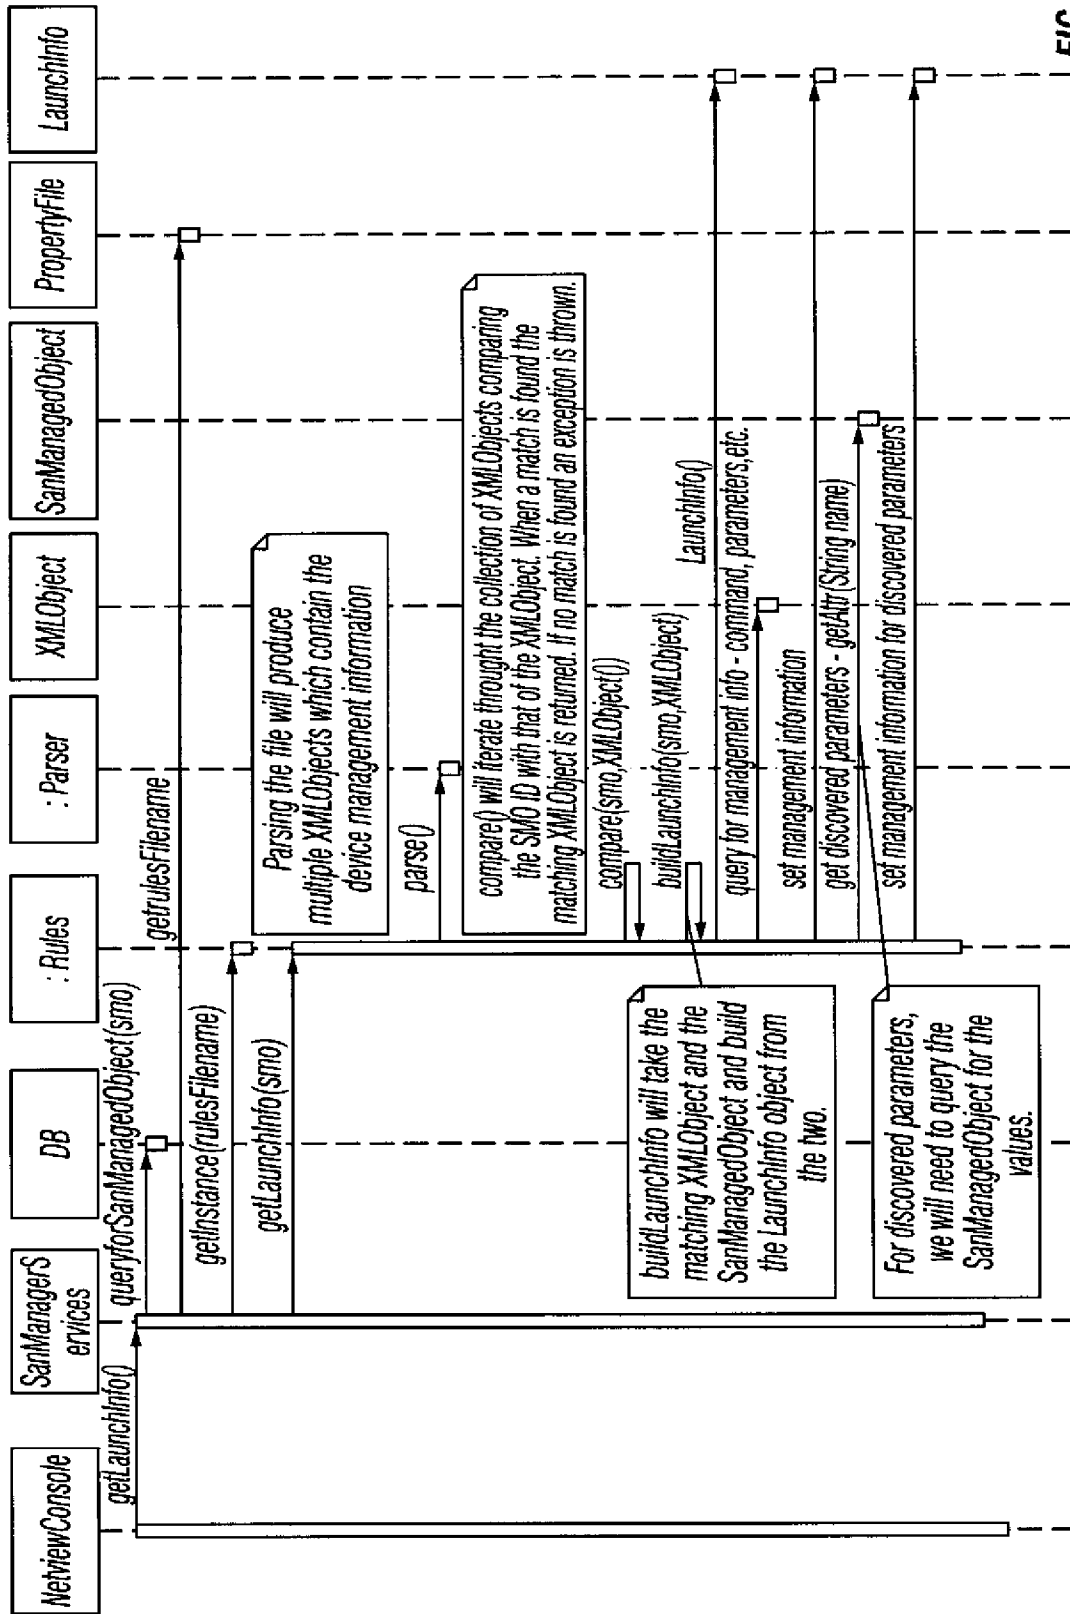 NetviewConsole
SanManagerS
ervices
DB
: Rules
: Parser
XMLObject
SanManagedObject
PropertyFile
LaunchInfo
getLaunchInfo()
queryforSanManagedObject(smo)
getrulesFilename
getInstance(rulesFilename)
getLaunchInfo(smo)
Parsing the file will produce
multiple XMLObjects which contain the
device management information
parse()
compare() will iterate throught the collection of XMLObjects comparing
the SMO ID with that of the XMLObject. When a match is found the
matching XMLObject is returned. If no match is found an exception is thrown.
compare(smo,XMLObject())
buildLaunchInfo(smo,XMLObject)
LaunchInfo()
query for management info - command, parameters,etc.
set management information
get discovered parameters - getAttr(String name)
set management information for discovered parameters
buildLaunchInfo will take the
matching XMLObject and the
SanManagedObject and build
the LaunchInfo object from
the two.
For discovered parameters,
we will need to query the
SanManagedObject for the
values.